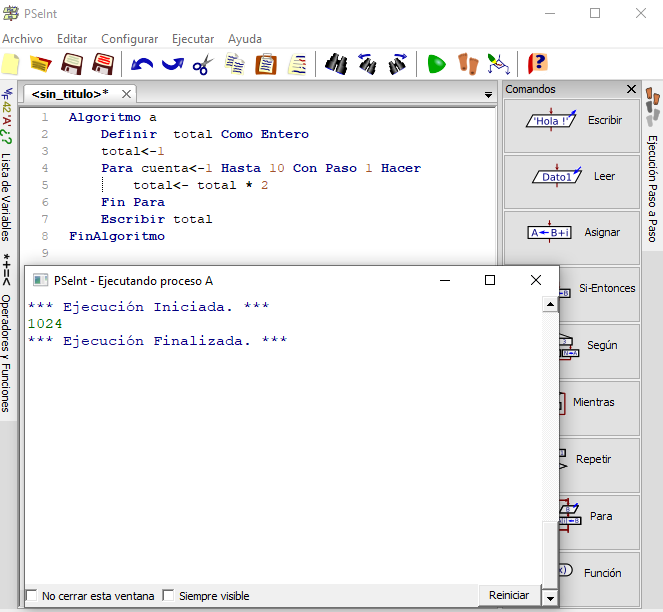 PSeInt
Archivo Editar Configurar Ejecutar Ayuda
<sin_titulo>*
Comandos
1 Algoritmo a
2 Definir total Como Entero
3 total<-1
4 Para cuenta<-1 Hasta 10 Con Paso 1 Hacer
5 total<- total * 2
6 Fin Para
7 Escribir total
8 FinAlgoritmo
9
Lista de Variables
*+=< Operadores y Funciones
'Hola !' Escribir
Dato1 Leer
A B+i Asignar
Si-Entonces
Según
Mientras
Repetir
Para
Función
Ejecución Paso a Paso
PSeInt - Ejecutando proceso A
*** Ejecución Iniciada. ***
1024
*** Ejecución Finalizada. ***
No cerrar esta ventana Siempre visible Reiniciar